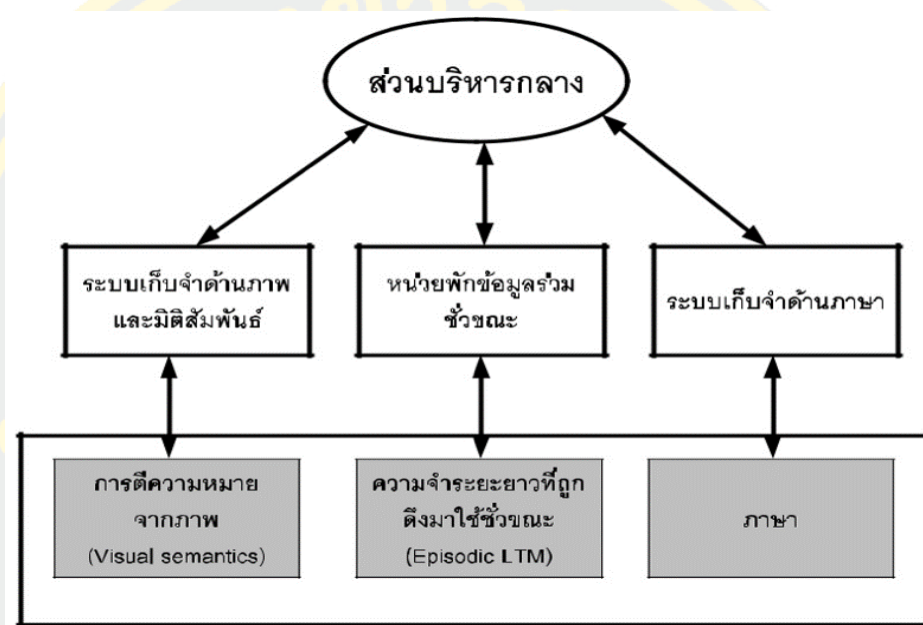 ส่วนบริหารกลาง
ระบบเก็บจำด้านภาพ
และมิติสัมพันธ์
หน่วยพักข้อมูลร่วม
ชั่วขณะ
ระบบเก็บจำด้านภาษา
การตีความหมาย
จากภาพ
(Visual semantics)
ความจำระยะยาวที่ถูก
ดึงมาใช้ชั่วขณะ
(Episodic LTM)
ภาษา